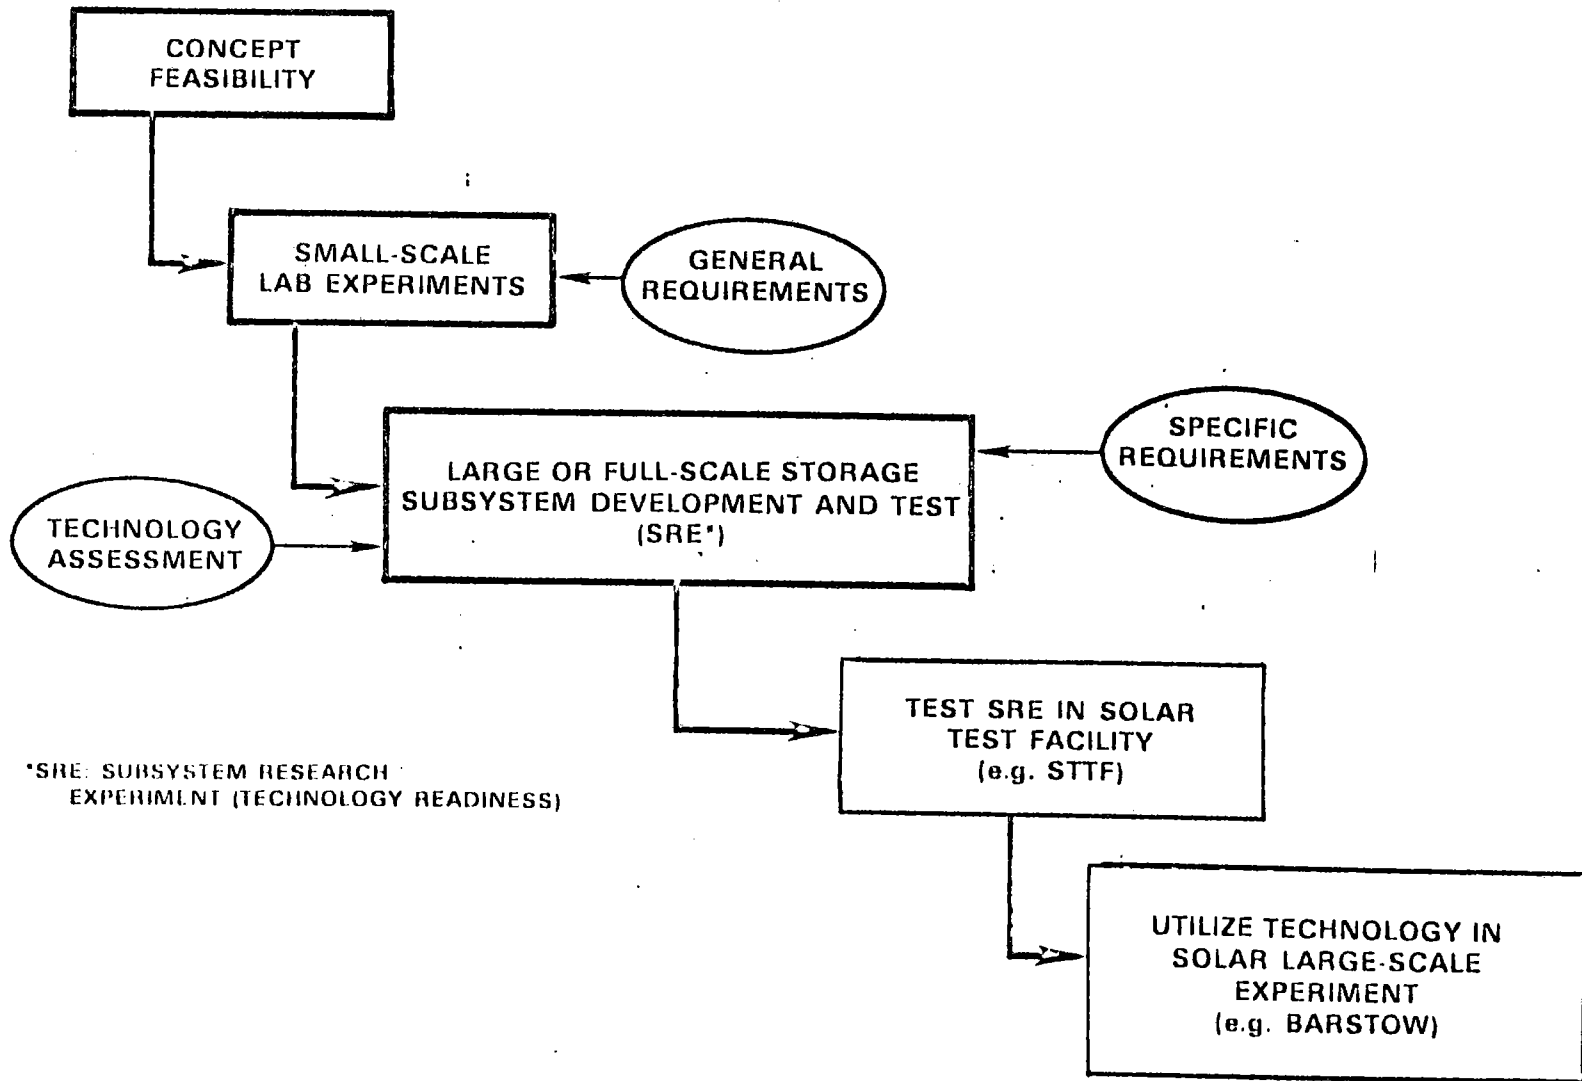 CONCEPT
FEASIBILITY
SMALL-SCALE
LAB EXPERIMENTS
GENERAL
REQUIREMENTS
SPECIFIC
REQUIREMENTS
LARGE OR FULL-SCALE STORAGE
SUBSYSTEM DEVELOPMENT AND TEST
(SRE*)
TECHNOLOGY
ASSESSMENT
TEST SRE IN SOLAR
TEST FACILITY
(e.g. STTF)
*SRE: SUBSYSTEM RESEARCH
EXPERIMENT (TECHNOLOGY READINESS)
UTILIZE TECHNOLOGY IN
SOLAR LARGE-SCALE
EXPERIMENT
(e.g. BARSTOW)